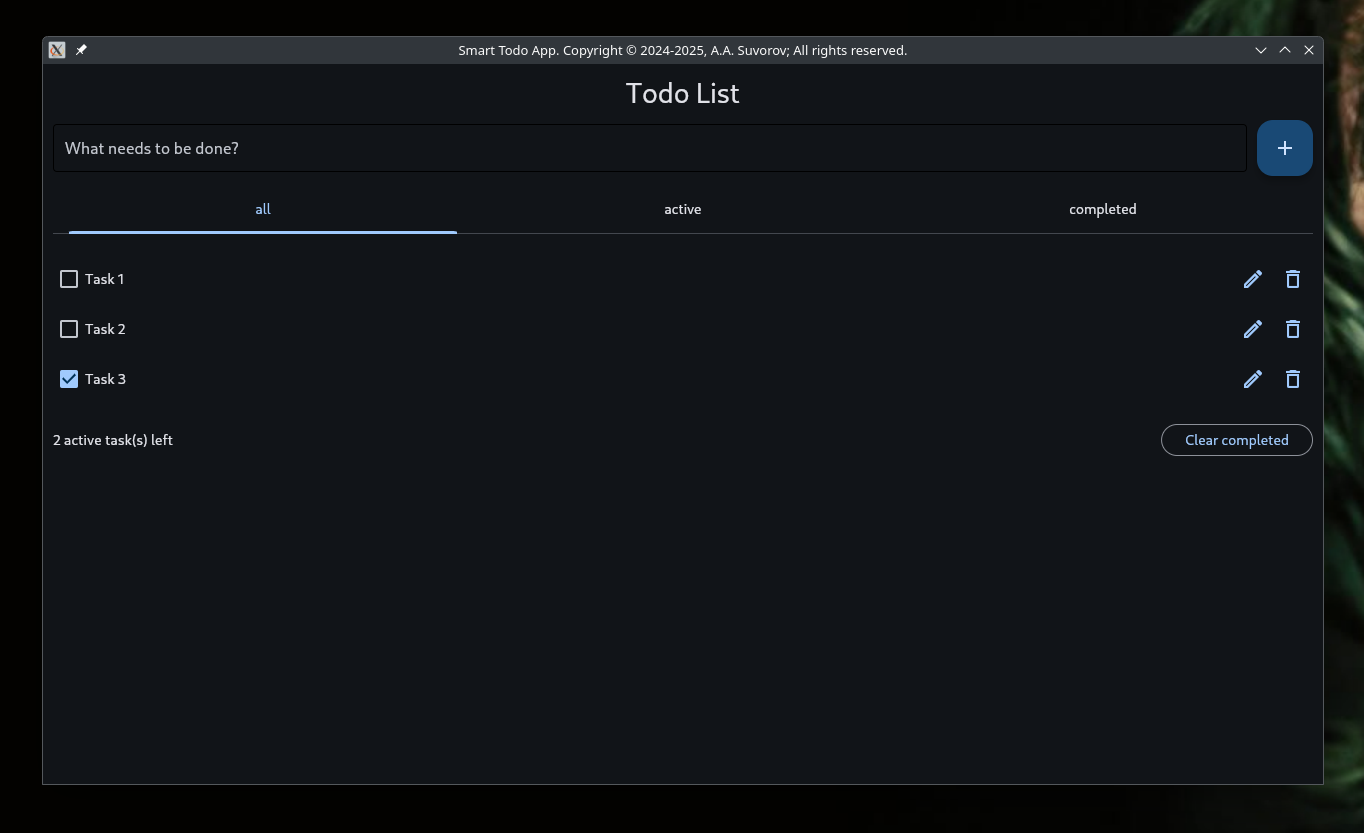 Smart Todo App. Copyright © 2024-2025, A.A. Suvorov; All rights reserved.
Todo List
What needs to be done?
all
active
completed
Task 1
Task 2
Task 3
2 active task(s) left
Clear completed